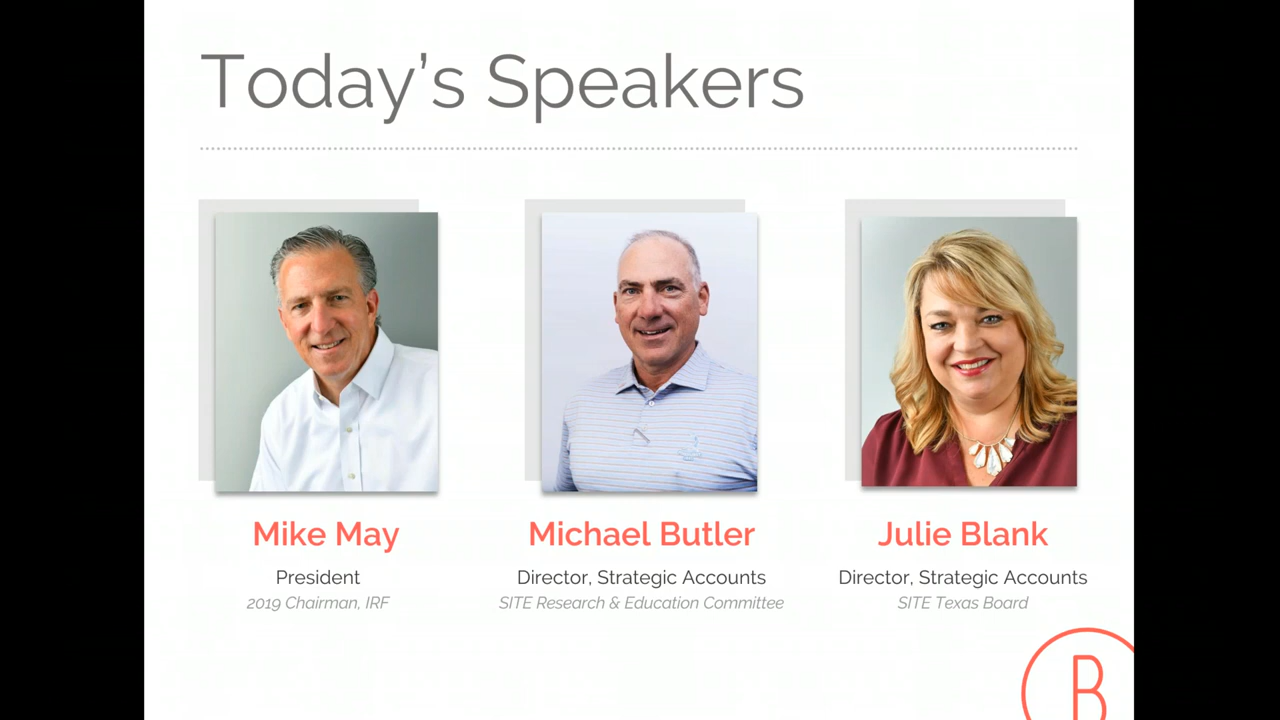 Today's Speakers
Mike May
President
2019 Chairman, IRF
Michael Butler
Director, Strategic Accounts
SITE Research & Education Committee
Julie Blank
Director, Strategic Accounts
SITE Texas Board
B